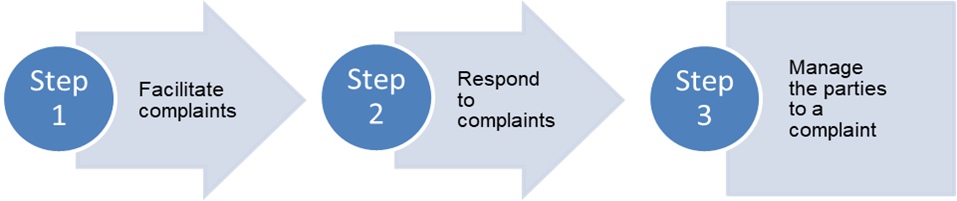 Step
1
Facilitate
complaints
Step
2
Respond
to
complaints
Step
3
Manage
the parties
to a
complaint